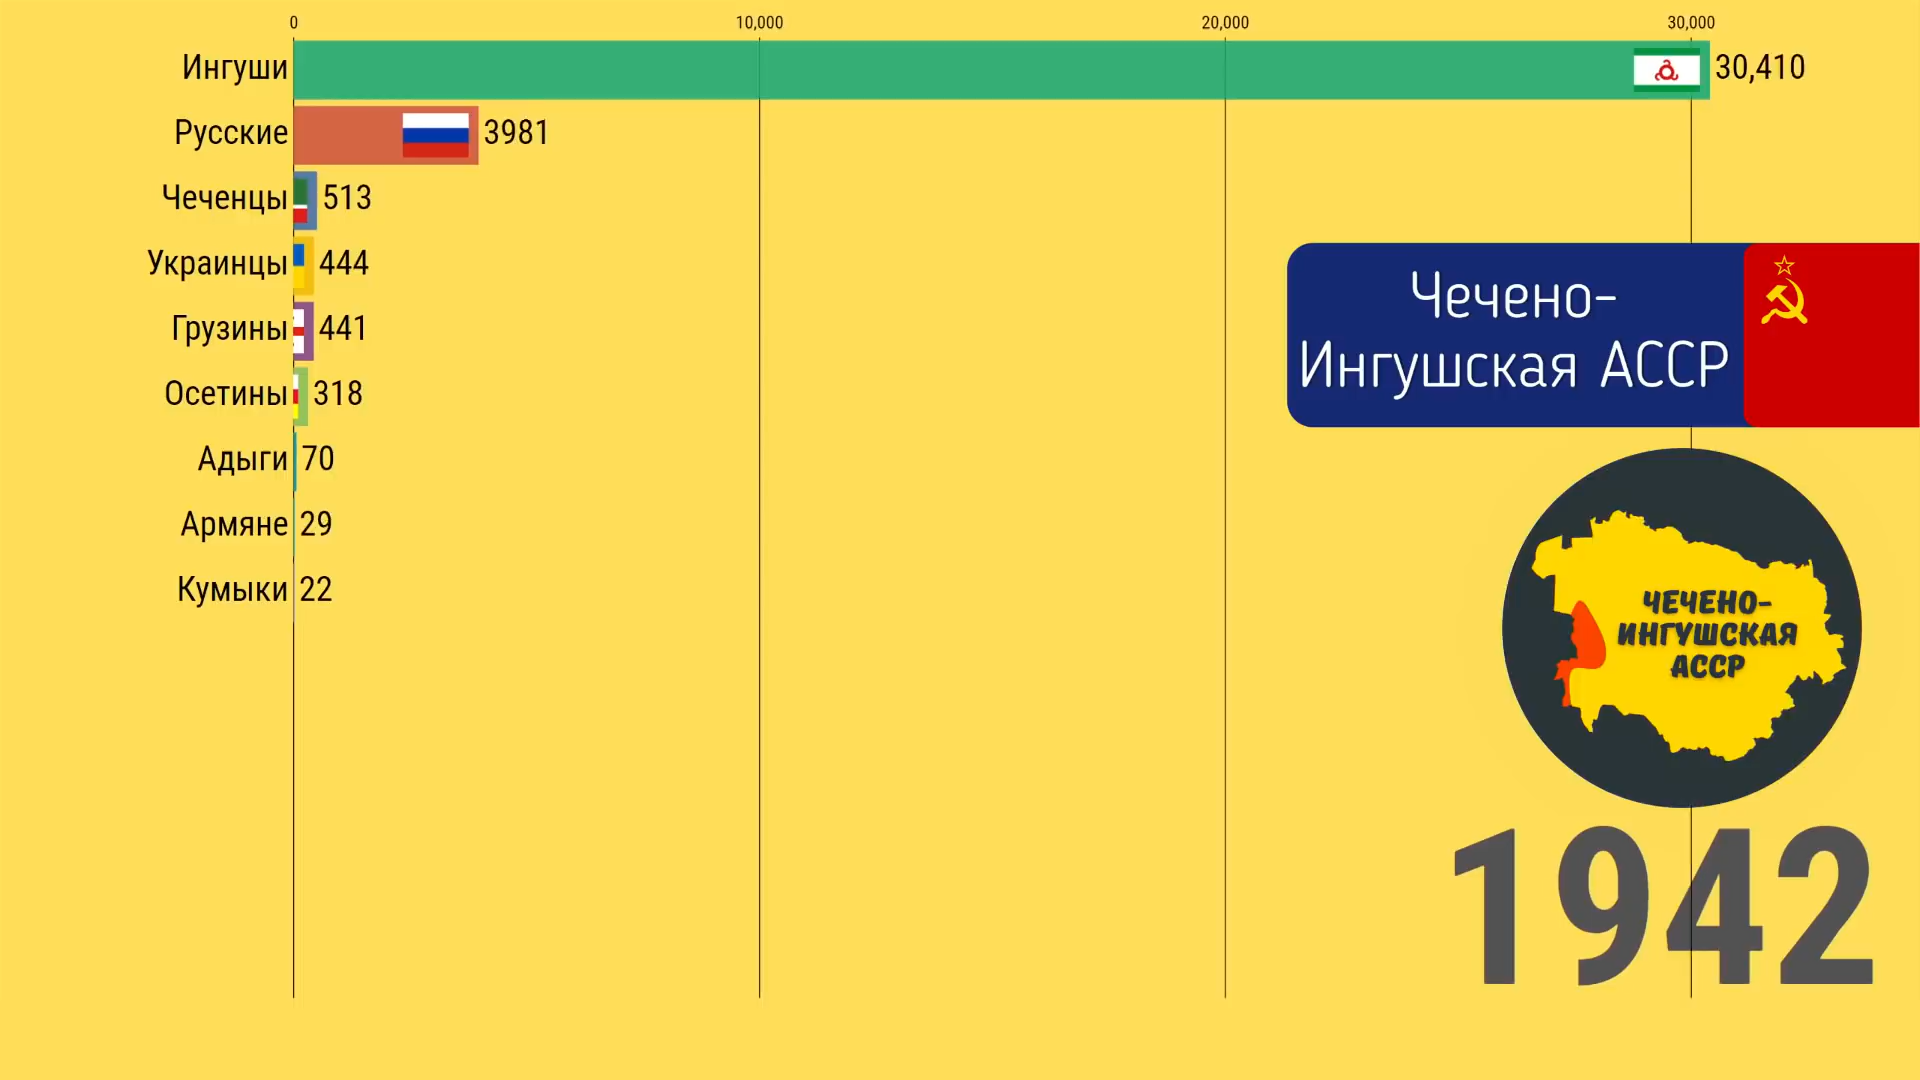 0 10,000 20,000 30,000
Ингуши 30,410
Русские 3981
Чеченцы 513
Украинцы 444
Грузины 441
Осетины 318
Адыги 70
Армяне 29
Кумыки 22
Чечено-
Ингушская АССР
ЧЕЧЕНО-
ИНГУШСКАЯ
АССР
1942